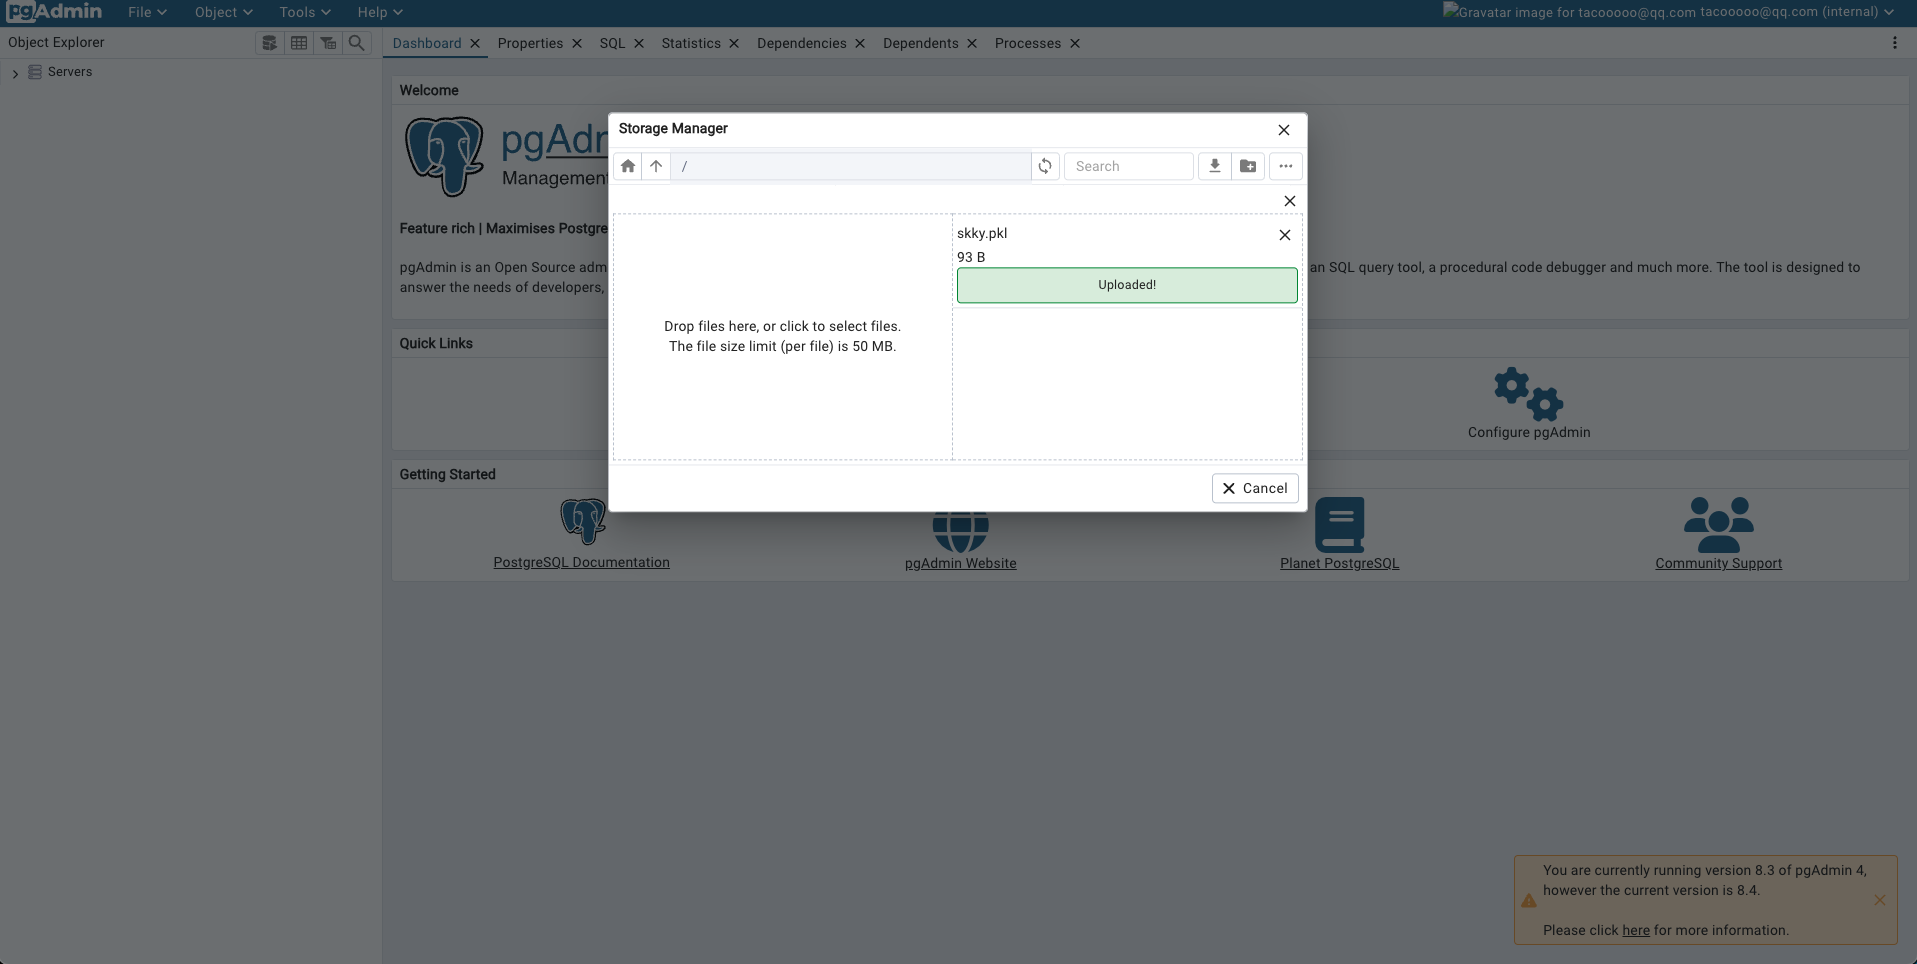 pgAdmin
File
Object
Tools
Help
Gravatar image for tacooooo@qq.com tacooooo@qq.com (internal)
Object Explorer
Dashboard
Properties
SQL
Statistics
Dependencies
Dependents
Processes
Servers
Welcome
pgAd
Management
Feature rich | Maximises Postgre
pgAdmin is an Open Source adm
an SQL query tool, a procedural code debugger and much more. The tool is designed to
answer the needs of developers,
Storage Manager
/
Search
skky.pkl
93 B
Uploaded!
Drop files here, or click to select files.
The file size limit (per file) is 50 MB.
Cancel
Quick Links
Configure pgAdmin
Getting Started
PostgreSQL Documentation
pgAdmin Website
Planet PostgreSQL
Community Support
You are currently running version 8.3 of pgAdmin 4,
however the current version is 8.4.
Please click here for more information.